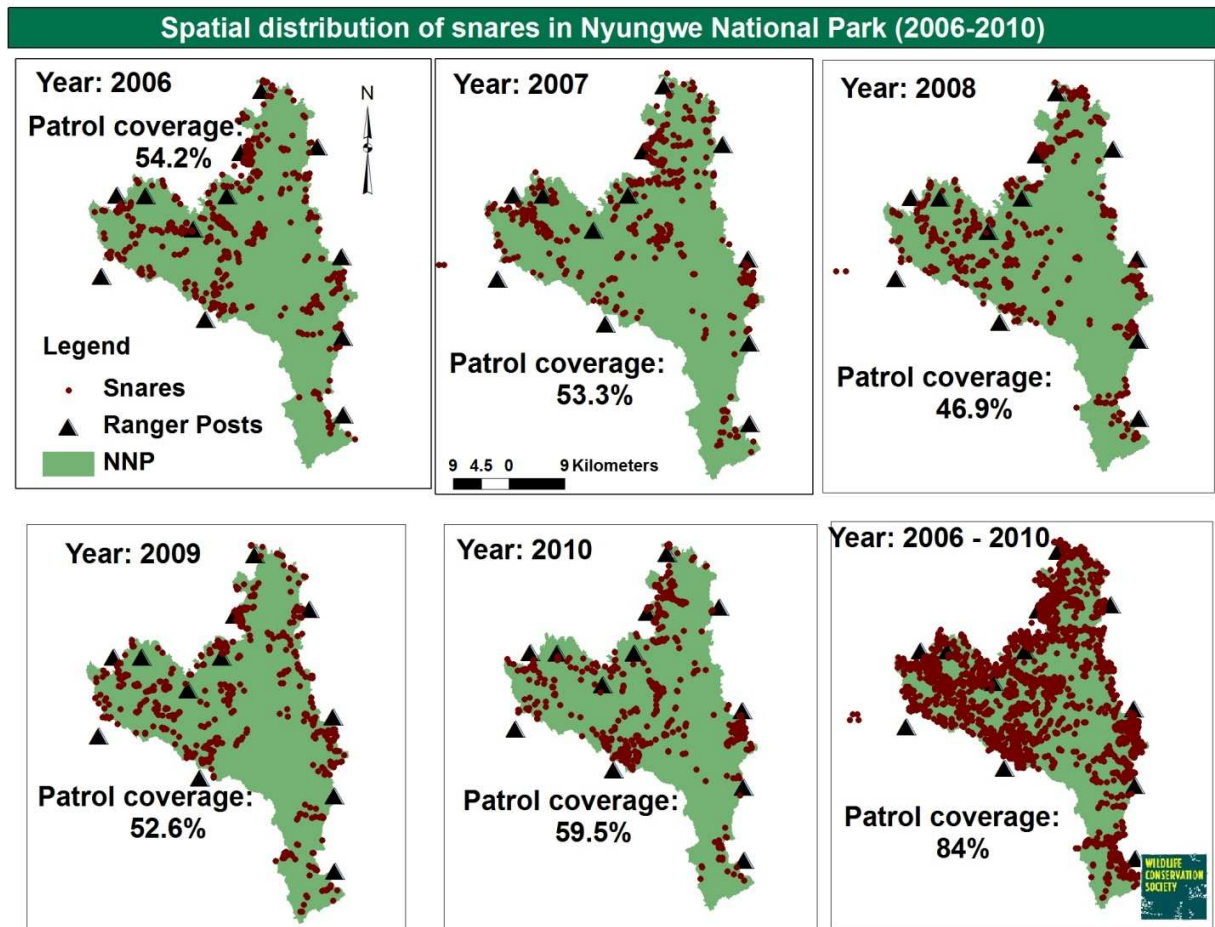 Spatial distribution of snares in Nyungwe National Park (2006-2010)
Year: 2006
Patrol coverage:
54.2%
N
Legend
Snares
Ranger Posts
NNP
Year: 2007
Patrol coverage:
53.3%
9 4.5 0 9 Kilometers
Year: 2008
Patrol coverage:
46.9%
Year: 2009
Patrol coverage:
52.6%
Year: 2010
Patrol coverage:
59.5%
Year: 2006 - 2010
Patrol coverage:
84%
WILDLIFE
CONSERVATION
SOCIETY